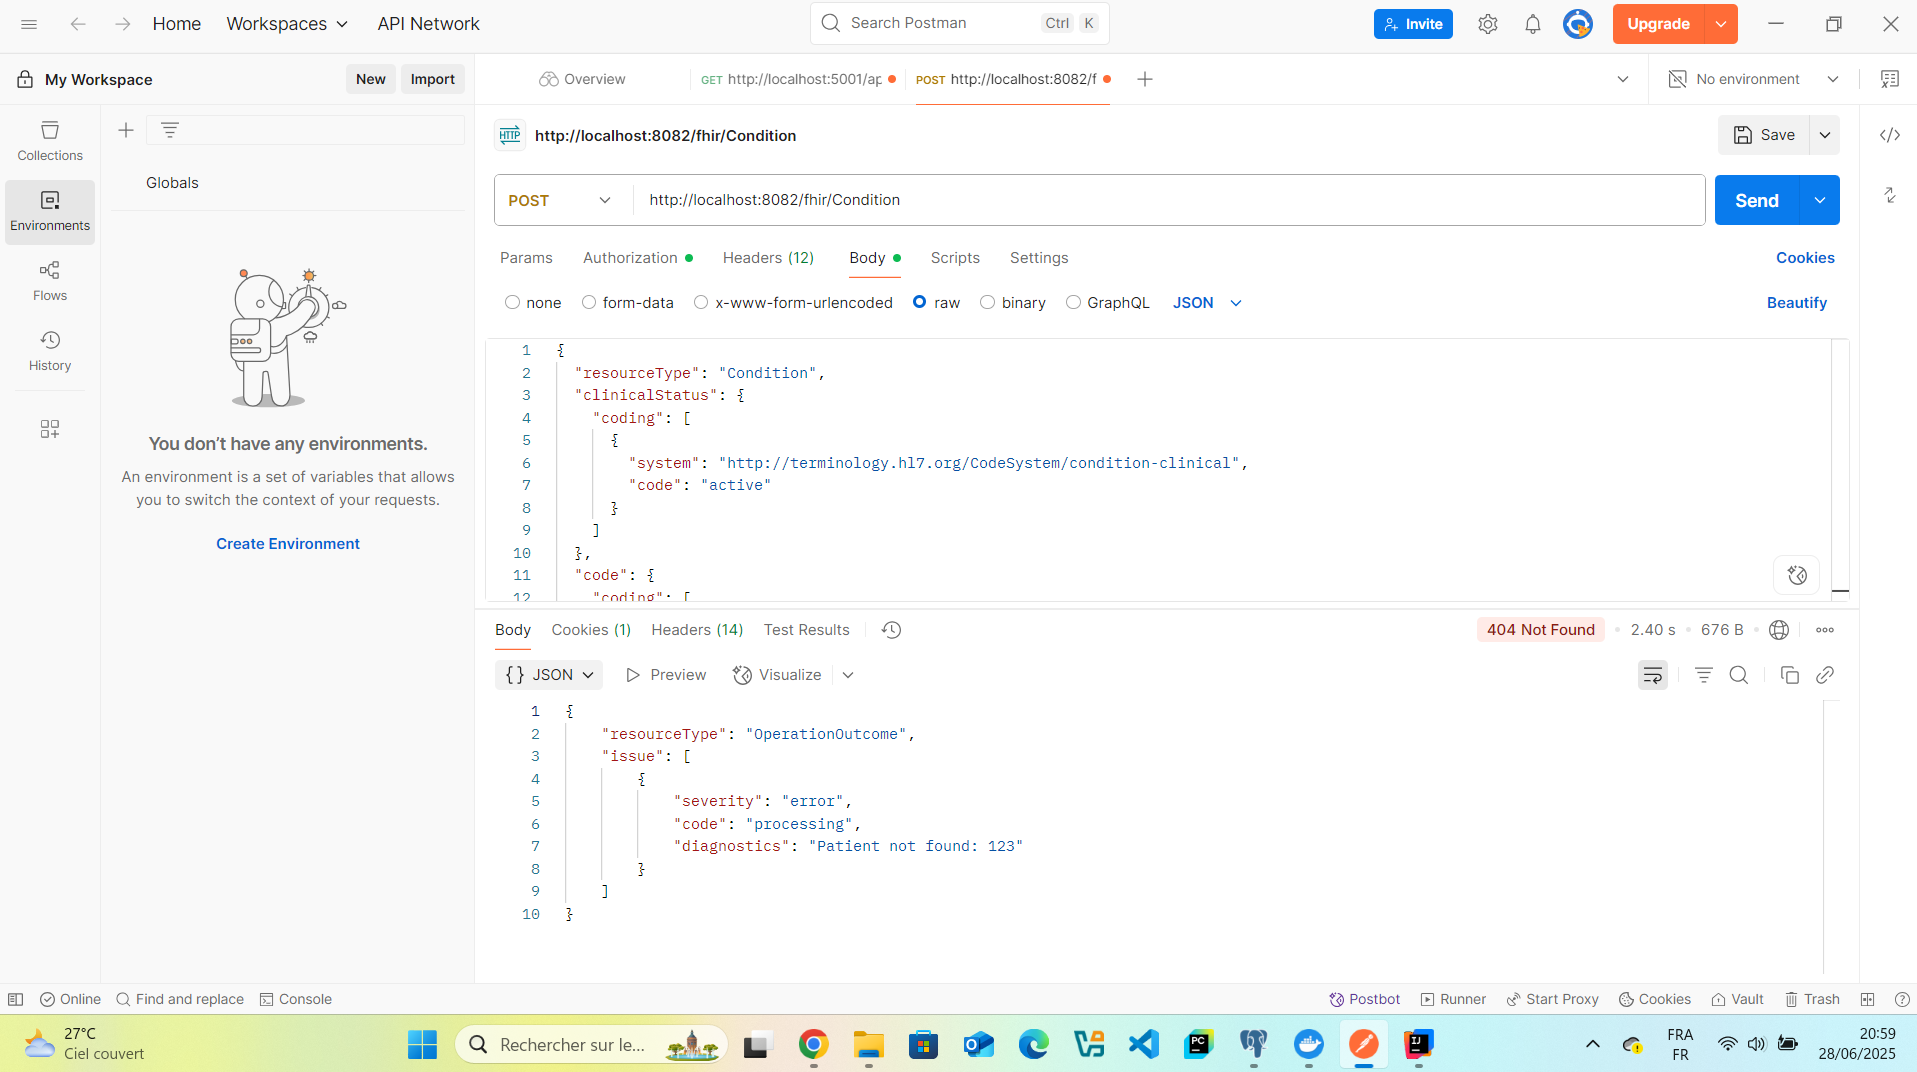 Home
Workspaces
API Network
Search Postman
Ctrl
K
Invite
Upgrade
My Workspace
New
Import
Overview
GET http://localhost:5001/ap
POST http://localhost:8082/f
No environment
Collections
Environments
Flows
History
Globals
You don't have any environments.
An environment is a set of variables that allows
you to switch the context of your requests.
Create Environment
HTTP
http://localhost:8082/fhir/Condition
Save
POST
http://localhost:8082/fhir/Condition
Send
Params
Authorization
Headers (12)
Body
Scripts
Settings
Cookies
none
form-data
x-www-form-urlencoded
raw
binary
GraphQL
JSON
Beautify
1 {
2 "resourceType": "Condition",
3 "clinicalStatus": {
4 "coding": [
5 {
6 "system": "http://terminology.hl7.org/CodeSystem/condition-clinical",
7 "code": "active"
8 }
9 ]
10 },
11 "code": {
12 "coding": [
Body
Cookies (1)
Headers (14)
Test Results
404 Not Found
2.40 s
676 B
{} JSON
Preview
Visualize
1 {
2 "resourceType": "OperationOutcome",
3 "issue": [
4 {
5 "severity": "error",
6 "code": "processing",
7 "diagnostics": "Patient not found: 123"
8 }
9 ]
10 }
Online
Find and replace
Console
Postbot
Runner
Start Proxy
Cookies
Vault
Trash
27°C
Ciel couvert
Rechercher sur le...
PC
IJ
FRA
FR
20:59
28/06/2025